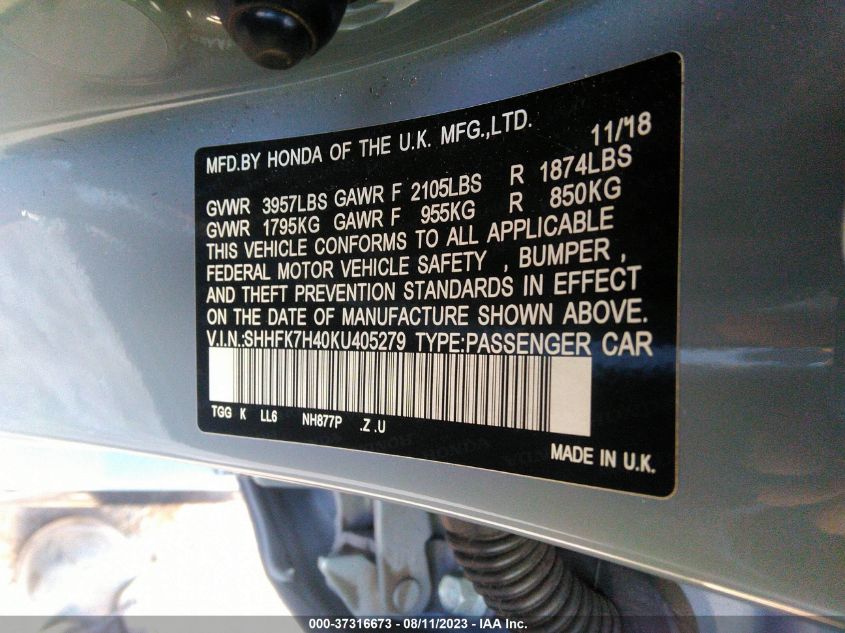 MFD.BY HONDA OF THE U.K. MFG.,LTD. 11/18
GVWR 3957LBS GAWR F 2105LBS R 1874LBS
GVWR 1795KG GAWR F 955KG R 850KG
THIS VEHICLE CONFORMS TO ALL APPLICABLE
FEDERAL MOTOR VEHICLE SAFETY , BUMPER ,
AND THEFT PREVENTION STANDARDS IN EFFECT
ON THE DATE OF MANUFACTURE SHOWN ABOVE.
V.I.N.:SHHFK7H40KU405279 TYPE:PASSENGER CAR
TGG K LL6 NH877P .Z .U
HONDA
MADE IN U.K.
000-37316673 - 08/11/2023 - IAA Inc.